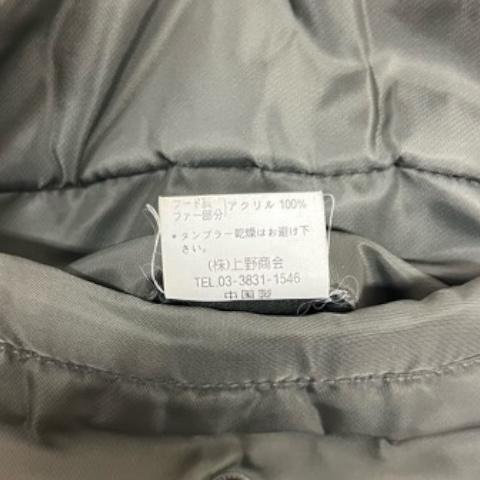 フード
ファー部分 アクリル 100%
*タンブラー乾燥はお避け下
さい。
(株)上野商会
TEL.03-3831-1546
中国製